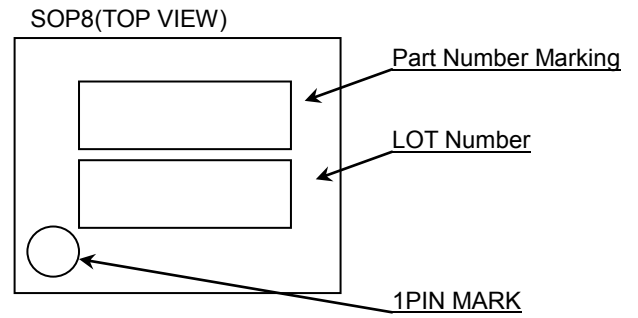 SOP8(TOP VIEW)
Part Number Marking
LOT Number
1PIN MARK